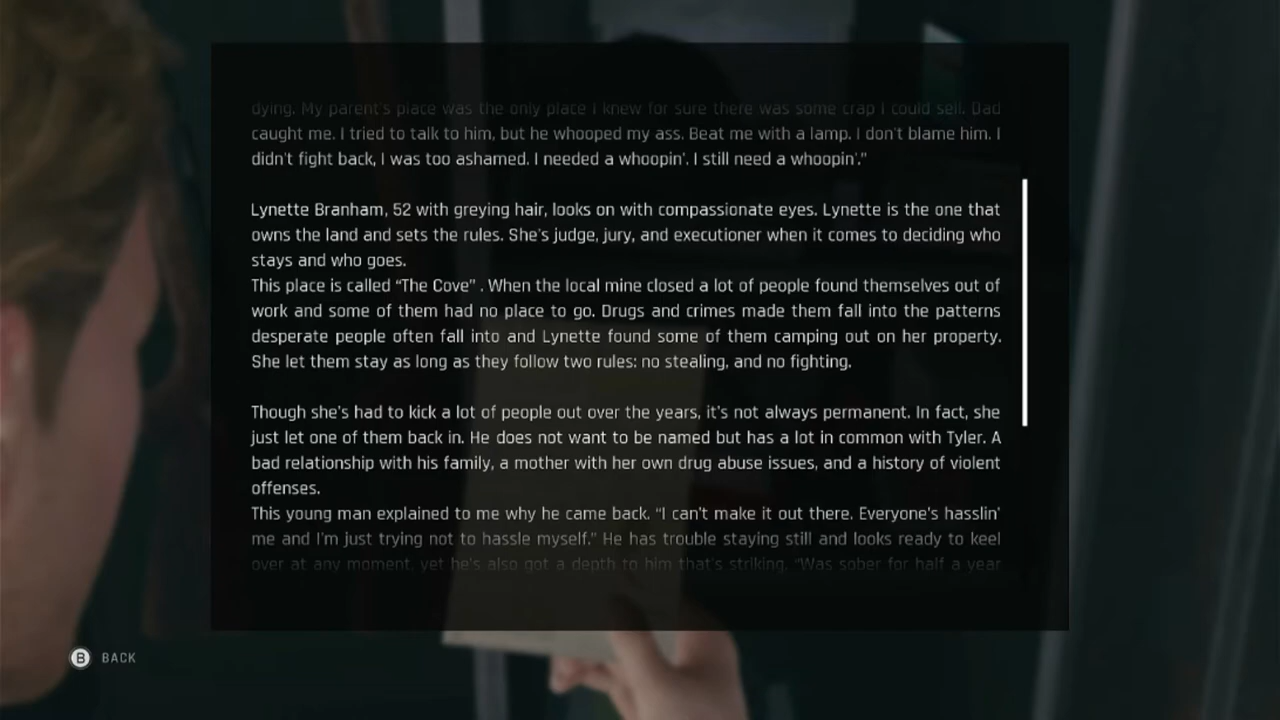 dying. My parent's place was the only place I knew for sure there was some crap I could sell. Dad
caught me. I tried to talk to him, but he whooped my ass. Beat me with a lamp. I don't blame him. I
didn't fight back, I was too ashamed. I needed a whoopin'. I still need a whoopin'.”
Lynette Branham, 52 with greying hair, looks on with compassionate eyes. Lynette is the one that
owns the land and sets the rules. She's judge, jury, and executioner when it comes to deciding who
stays and who goes.
This place is called “The Cove” . When the local mine closed a lot of people found themselves out of
work and some of them had no place to go. Drugs and crimes made them fall into the patterns
desperate people often fall into and Lynette found some of them camping out on her property.
She let them stay as long as they follow two rules: no stealing, and no fighting.
Though she's had to kick a lot of people out over the years, it's not always permanent. In fact, she
just let one of them back in. He does not want to be named but has a lot in common with Tyler. A
bad relationship with his family, a mother with her own drug abuse issues, and a history of violent
offenses.
This young man explained to me why he came back. “I can't make it out there. Everyone's hasslin'
me and I'm just trying not to hassle myself.” He has trouble staying still and looks ready to keel
over at any moment, yet he's also got a depth to him that's striking. “Was sober for half a year
B BACK